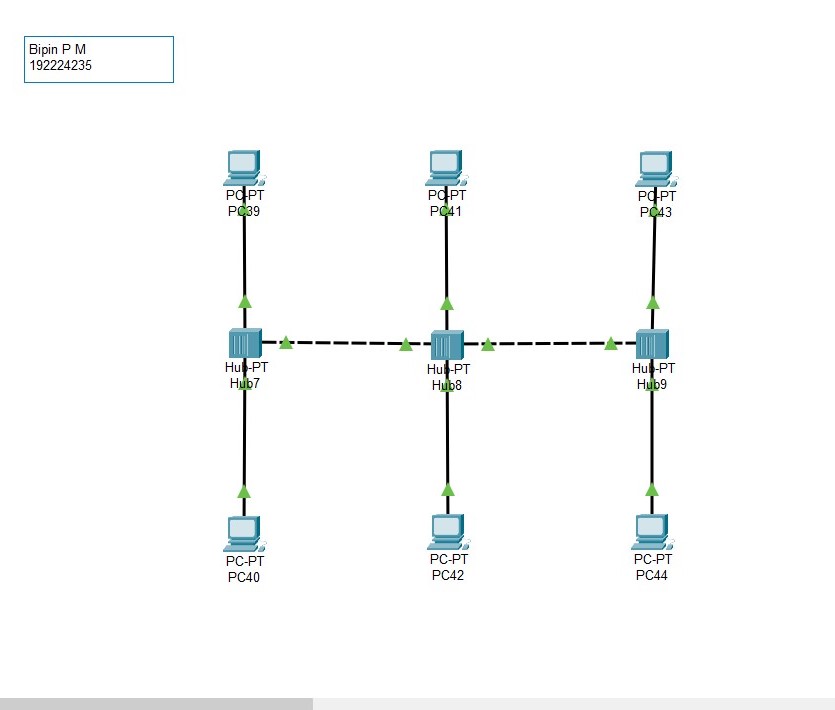 Bipin P M
192224235
PC-PT
PC39
PC-PT
PC41
PC-PT
PC43
Hub-PT
Hub7
Hub-PT
Hub8
Hub-PT
Hub9
PC-PT
PC40
PC-PT
PC42
PC-PT
PC44